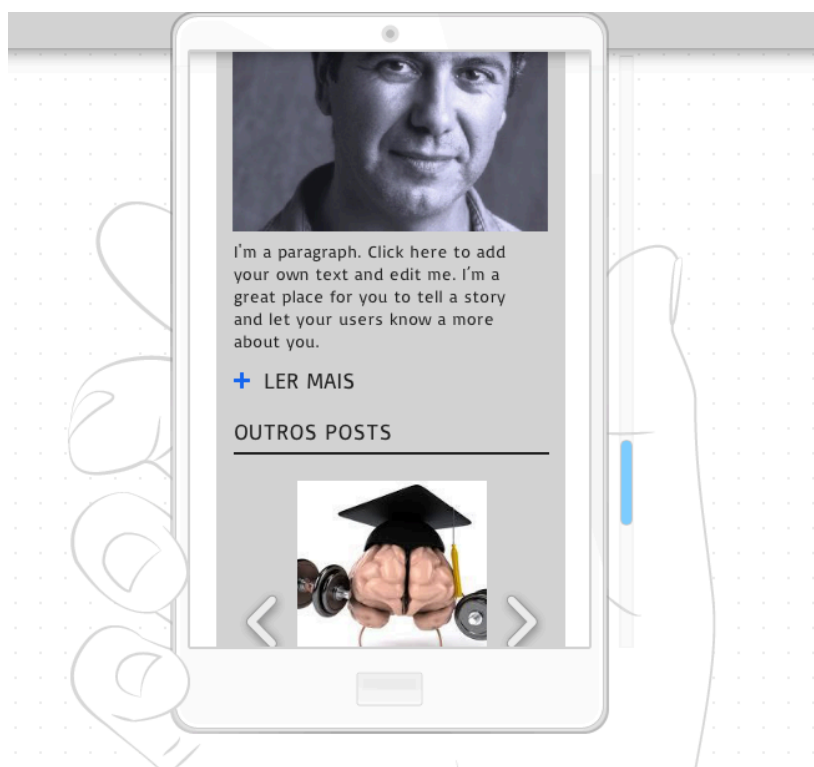 I'm a paragraph. Click here to add
your own text and edit me. I'm a
great place for you to tell a story
and let your users know a more
about you.
+ LER MAIS
OUTROS POSTS